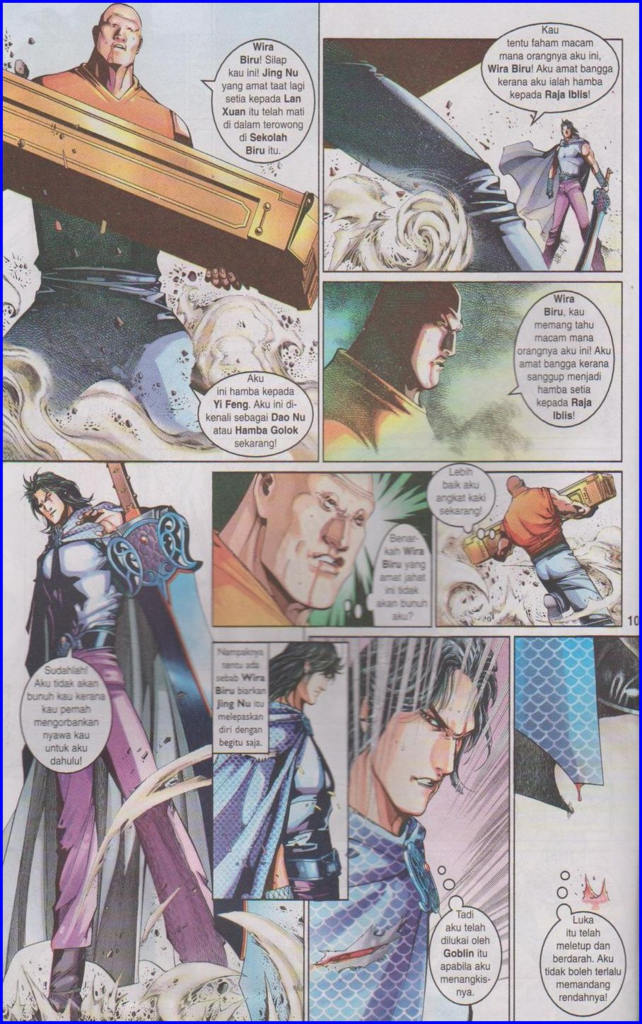 Wira
Biru! Silap
kau ini! Jing Nu
yang amat taat lagi
setia kepada Lan
Xuan itu telah mati
di dalam terowong
di Sekolah
Biru itu.
Aku
ini hamba kepada
Yi Feng. Aku ini di-
kenali sebagai Dao Nu
atau Hamba Golok
sekarang!
Kau
tentu faham macam
mana orangnya aku ini,
Wira Biru! Aku amat bangga
kerana aku ialah hamba
kepada Raja Iblis!
Wira
Biru, kau
memang tahu
macam mana
orangnya aku ini! Aku
amat bangga kerana
sanggup menjadi
hamba setia
kepada Raja
Iblis!
Sudahlah!
Aku tidak akan
bunuh kau kerana
kau pernah
mengorbankan
nyawa kau
untuk aku
dahulu!
Benar-
kah Wira
Biru yang
amat jahat
ini tidak
akan bunuh
aku?
Lebih
baik aku
angkat kaki
sekarang!
10
Nampaknya
tentu ada
sebab Wira
Biru biarkan
Jing Nu itu
melepaskan
diri dengan
begitu saja.
Tadi
aku telah
dilukai oleh
Goblin itu
apabila aku
menangkis-
nya.
Luka
itu telah
meletup dan
berdarah. Aku
tidak boleh terlalu
memandang
rendahnya!